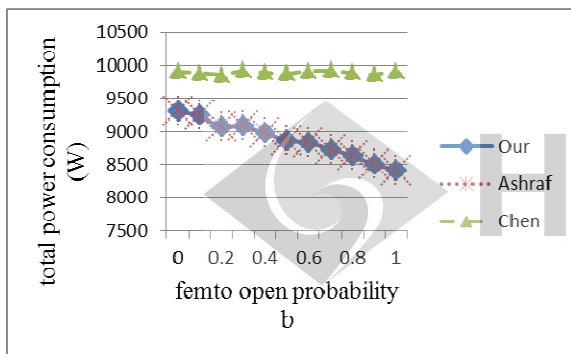 10500
10000
9500
9000
8500
8000
7500
total power consumption
(W)
0 0.2 0.4 0.6 0.8 1
femto open probability
b
Our
Ashraf
Chen
H